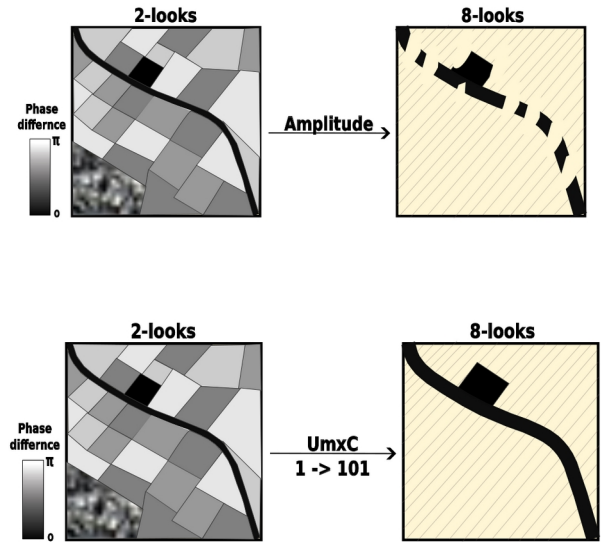 2-looks
8-looks
Phase
differnce
π
0
Amplitude
2-looks
8-looks
Phase
differnce
π
0
UmxC
1 -> 101